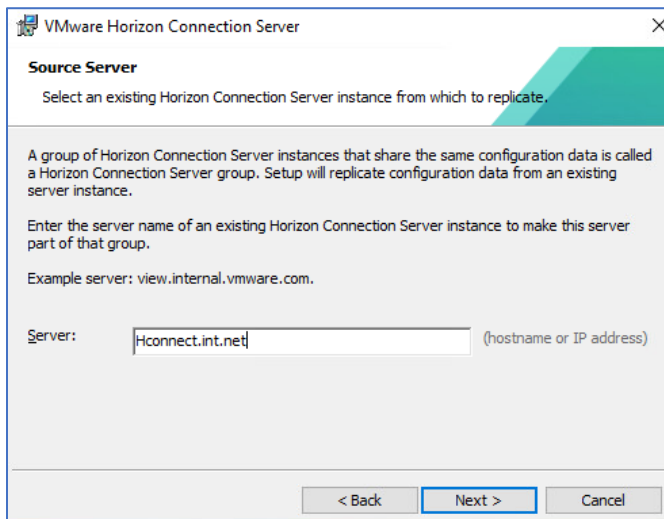 VMware Horizon Connection Server
Source Server
Select an existing Horizon Connection Server instance from which to replicate.
A group of Horizon Connection Server instances that share the same configuration data is called
a Horizon Connection Server group. Setup will replicate configuration data from an existing
server instance.
Enter the server name of an existing Horizon Connection Server instance to make this server
part of that group.
Example server: view.internal.vmware.com.
Server: Hconnect.int.net (hostname or IP address)
< Back Next > Cancel